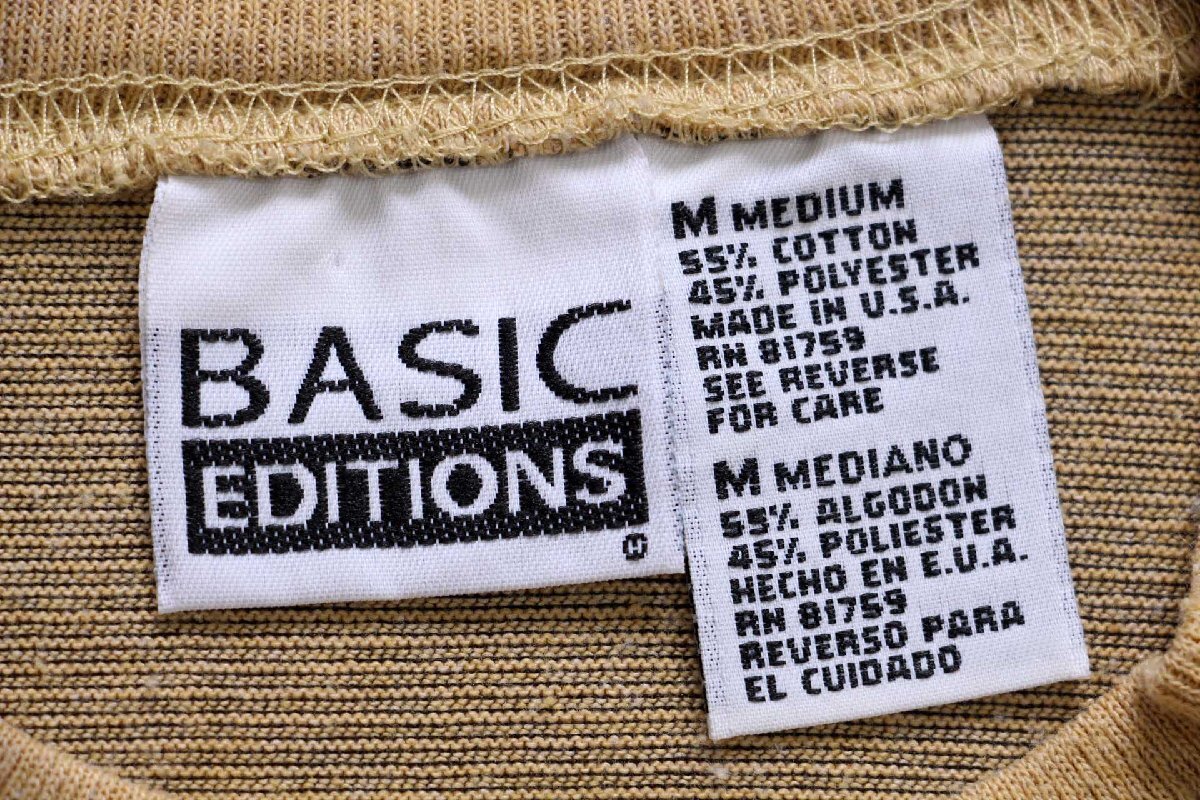 BASIC
EDITIONS
®
M MEDIUM
55% COTTON
45% POLYESTER
MADE IN U.S.A.
RN 81759
SEE REVERSE
FOR CARE
M MEDIANO
55% ALGODON
45% POLIESTER
HECHO EN E.U.A.
RN 81759
REVERSO PARA
EL CUIDADO